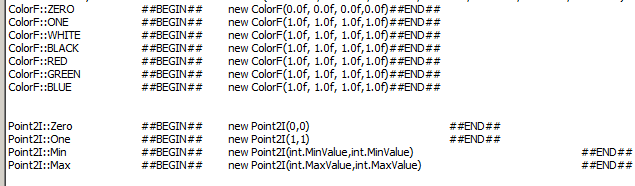 ColorF::ZERO ##BEGIN## new ColorF(0.0f, 0.0f, 0.0f,0.0f)##END##
ColorF::ONE ##BEGIN## new ColorF(1.0f, 1.0f, 1.0f,1.0f)##END##
ColorF::WHITE ##BEGIN## new ColorF(1.0f, 1.0f, 1.0f,1.0f)##END##
ColorF::BLACK ##BEGIN## new ColorF(1.0f, 1.0f, 1.0f,1.0f)##END##
ColorF::RED ##BEGIN## new ColorF(1.0f, 1.0f, 1.0f,1.0f)##END##
ColorF::GREEN ##BEGIN## new ColorF(1.0f, 1.0f, 1.0f,1.0f)##END##
ColorF::BLUE ##BEGIN## new ColorF(1.0f, 1.0f, 1.0f,1.0f)##END##
Point2I::Zero ##BEGIN## new Point2I(0,0) ##END##
Point2I::One ##BEGIN## new Point2I(1,1) ##END##
Point2I::Min ##BEGIN## new Point2I(int.MinValue,int.MinValue) ##END##
Point2I::Max ##BEGIN## new Point2I(int.MaxValue,int.MaxValue) ##END##